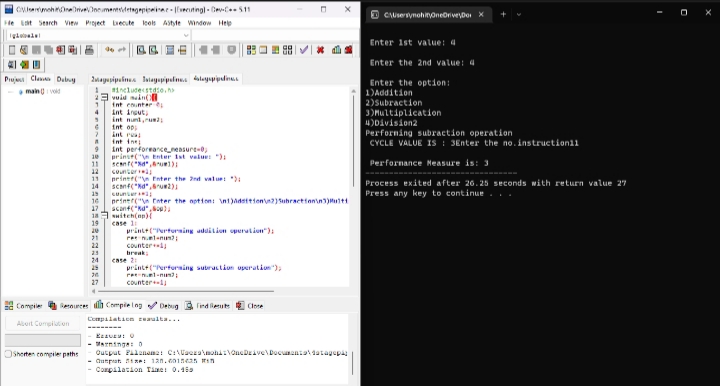 C:\Users\mohit\OneDrive\Documents\4stagepipeline.c - [Executing] - Dev-C++ 5.11
File Edit Search View Project Execute Tools AStyle Window Help
(globals)
Project Classes Debug
main() : void
2stagepipeline.c 3stagepipeline.c 4stagepipeline.c
1 #include<stdio.h>
2 void main(){
3 int counter=0;
4 int input;
5 int num1,num2;
6 int op;
7 int res;
8 int ins;
9 int performance_measure=0;
10 printf("\n Enter 1st value: ");
11 scanf("%d",&num1);
12 counter+=1;
13 printf("\n Enter the 2nd value: ");
14 scanf("%d",&num2);
15 counter+=1;
16 printf("\n Enter the option: \n1)Addition\n2)Subtraction\n3)Multi
17 scanf("%d",&op);
18 switch(op){
19 case 1:
20 printf("Performing addition operation");
21 res=num1+num2;
22 counter+=1;
23 break;
24 case 2:
25 printf("Performing subraction operation");
26 res=num1-num2;
27 counter+=1;
Compiler Resources Compile Log Debug Find Results Close
Abort Compilation
Shorten compiler paths
Compilation results...
--------
- Errors: 0
- Warnings: 0
- Output Filename: C:\Users\mohit\OneDrive\Documents\4stagepip
- Output Size: 128.6015625 KiB
- Compilation Time: 0.45s
C:\Users\mohit\OneDrive\Doc
Enter 1st value: 4
Enter the 2nd value: 4
Enter the option:
1)Addition
2)Subraction
3)Multiplication
4)Division2
Performing subraction operation
CYCLE VALUE IS : 3Enter the no.instruction11
Performance Measure is: 3
--------------------------------
Process exited after 26.25 seconds with return value 27
Press any key to continue . . .